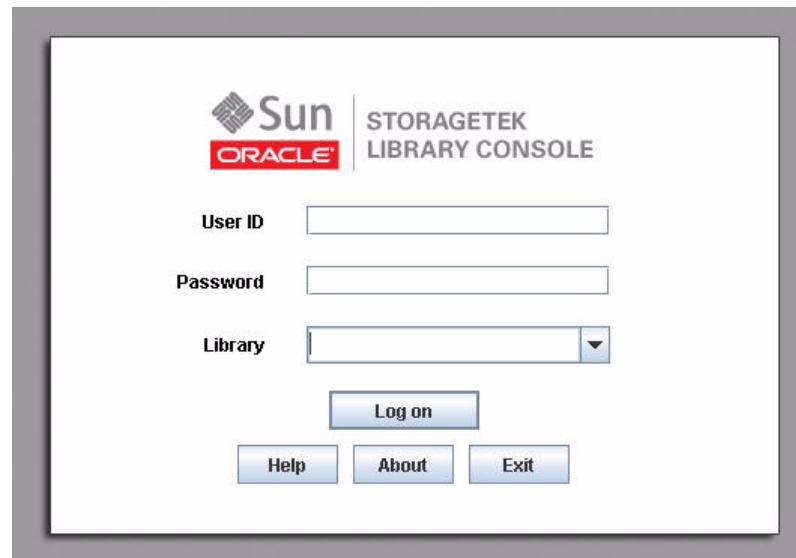 Sun
ORACLE
STORAGETEK
LIBRARY CONSOLE
User ID
Password
Library
Log on
Help About Exit